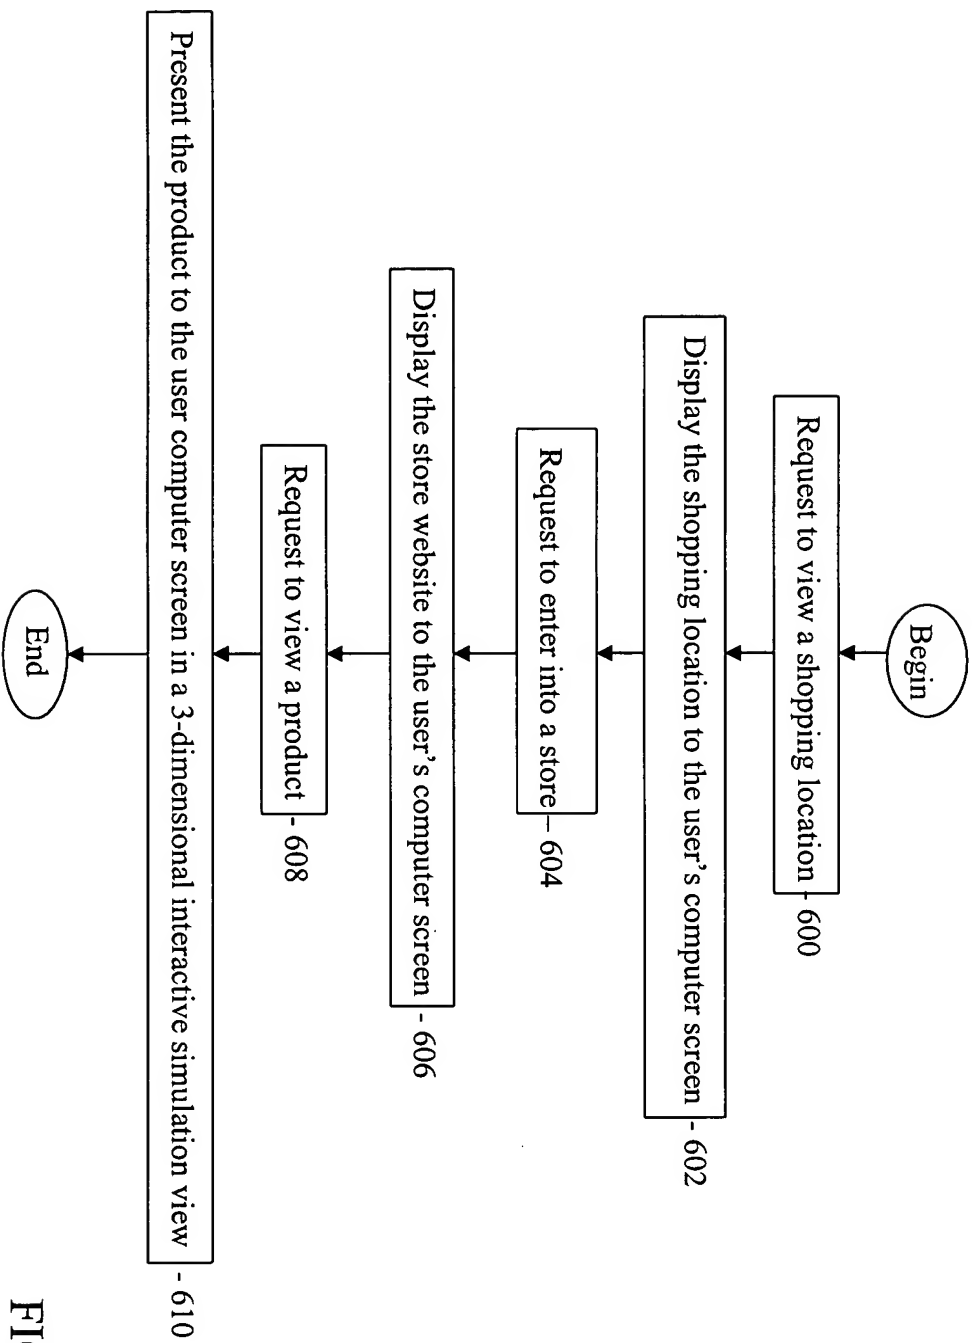 Begin
Request to view a shopping location - 600
Display the shopping location to the user's computer screen - 602
Request to enter into a store - 604
Display the store website to the user's computer screen - 606
Request to view a product - 608
Present the product to the user computer screen in a 3-dimensional interactive simulation view - 610
End